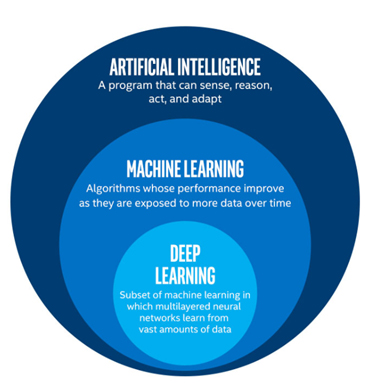 ARTIFICIAL INTELLIGENCE
A program that can sense, reason,
act, and adapt
MACHINE LEARNING
Algorithms whose performance improve
as they are exposed to more data over time
DEEP
LEARNING
Subset of machine learning in
which multilayered neural
networks learn from
vast amounts of data